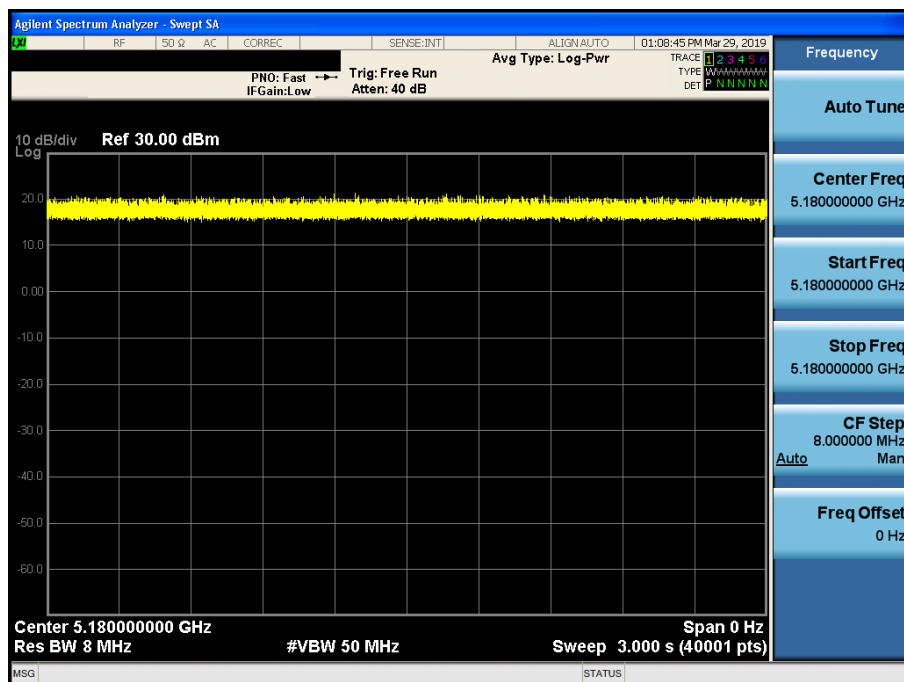 Agilent Spectrum Analyzer - Swept SA
LXI RF 50 Ω AC CORREC SENSE:INT ALIGN AUTO 01:08:45 PM Mar 29, 2019
Avg Type: Log-Pwr
TRACE 1 2 3 4 5 6
TYPE W
DET P N N N N N
PNO: Fast Trig: Free Run
IFGain:Low Atten: 40 dB
10 dB/div Ref 30.00 dBm
Log
20.0
10.0
0.00
-10.0
-20.0
-30.0
-40.0
-50.0
-60.0
Center 5.180000000 GHz Span 0 Hz
Res BW 8 MHz #VBW 50 MHz Sweep 3.000 s (40001 pts)
MSG STATUS
Frequency
Auto Tune
Center Freq
5.180000000 GHz
Start Freq
5.180000000 GHz
Stop Freq
5.180000000 GHz
CF Step
8.000000 MHz
Auto Man
Freq Offset
0 Hz